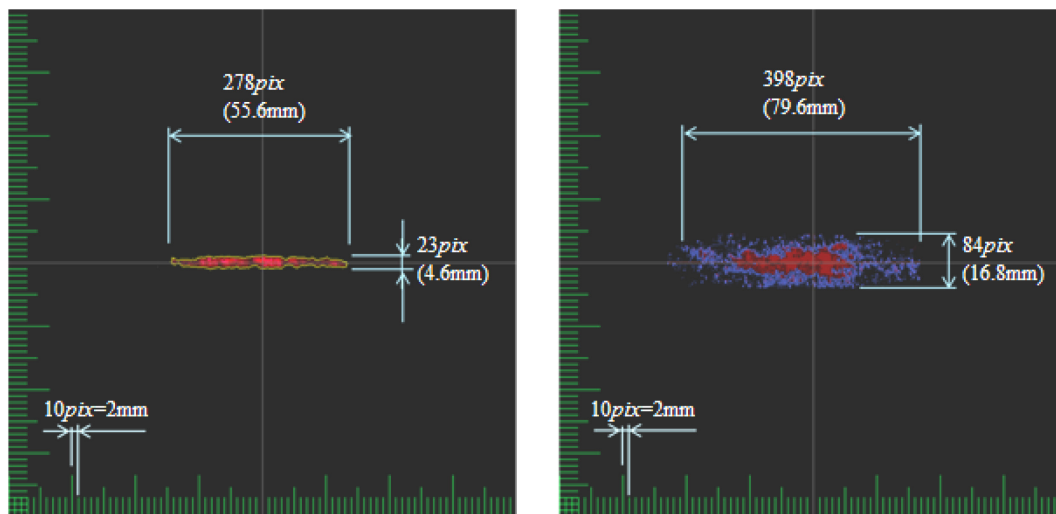 278pix
(55.6mm)
23pix
(4.6mm)
10pix=2mm
398pix
(79.6mm)
84pix
(16.8mm)
10pix=2mm